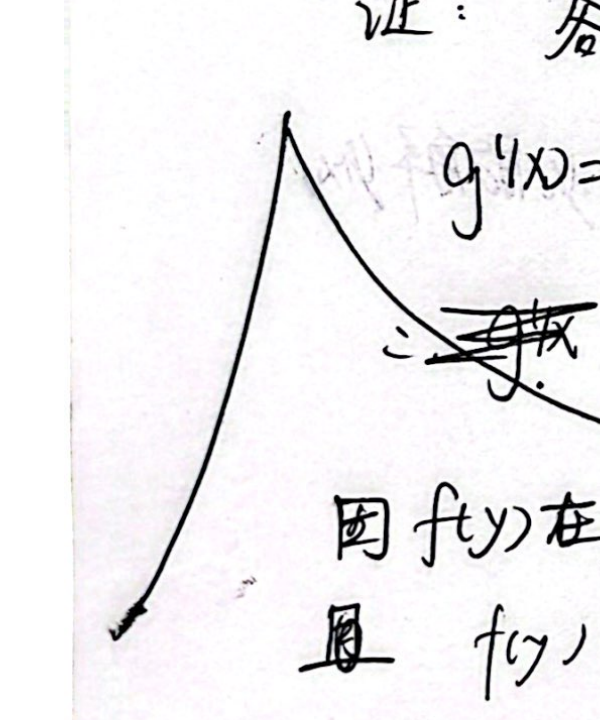 证：
g'(x)=
∴
因 f(y) 在
且 f(y)